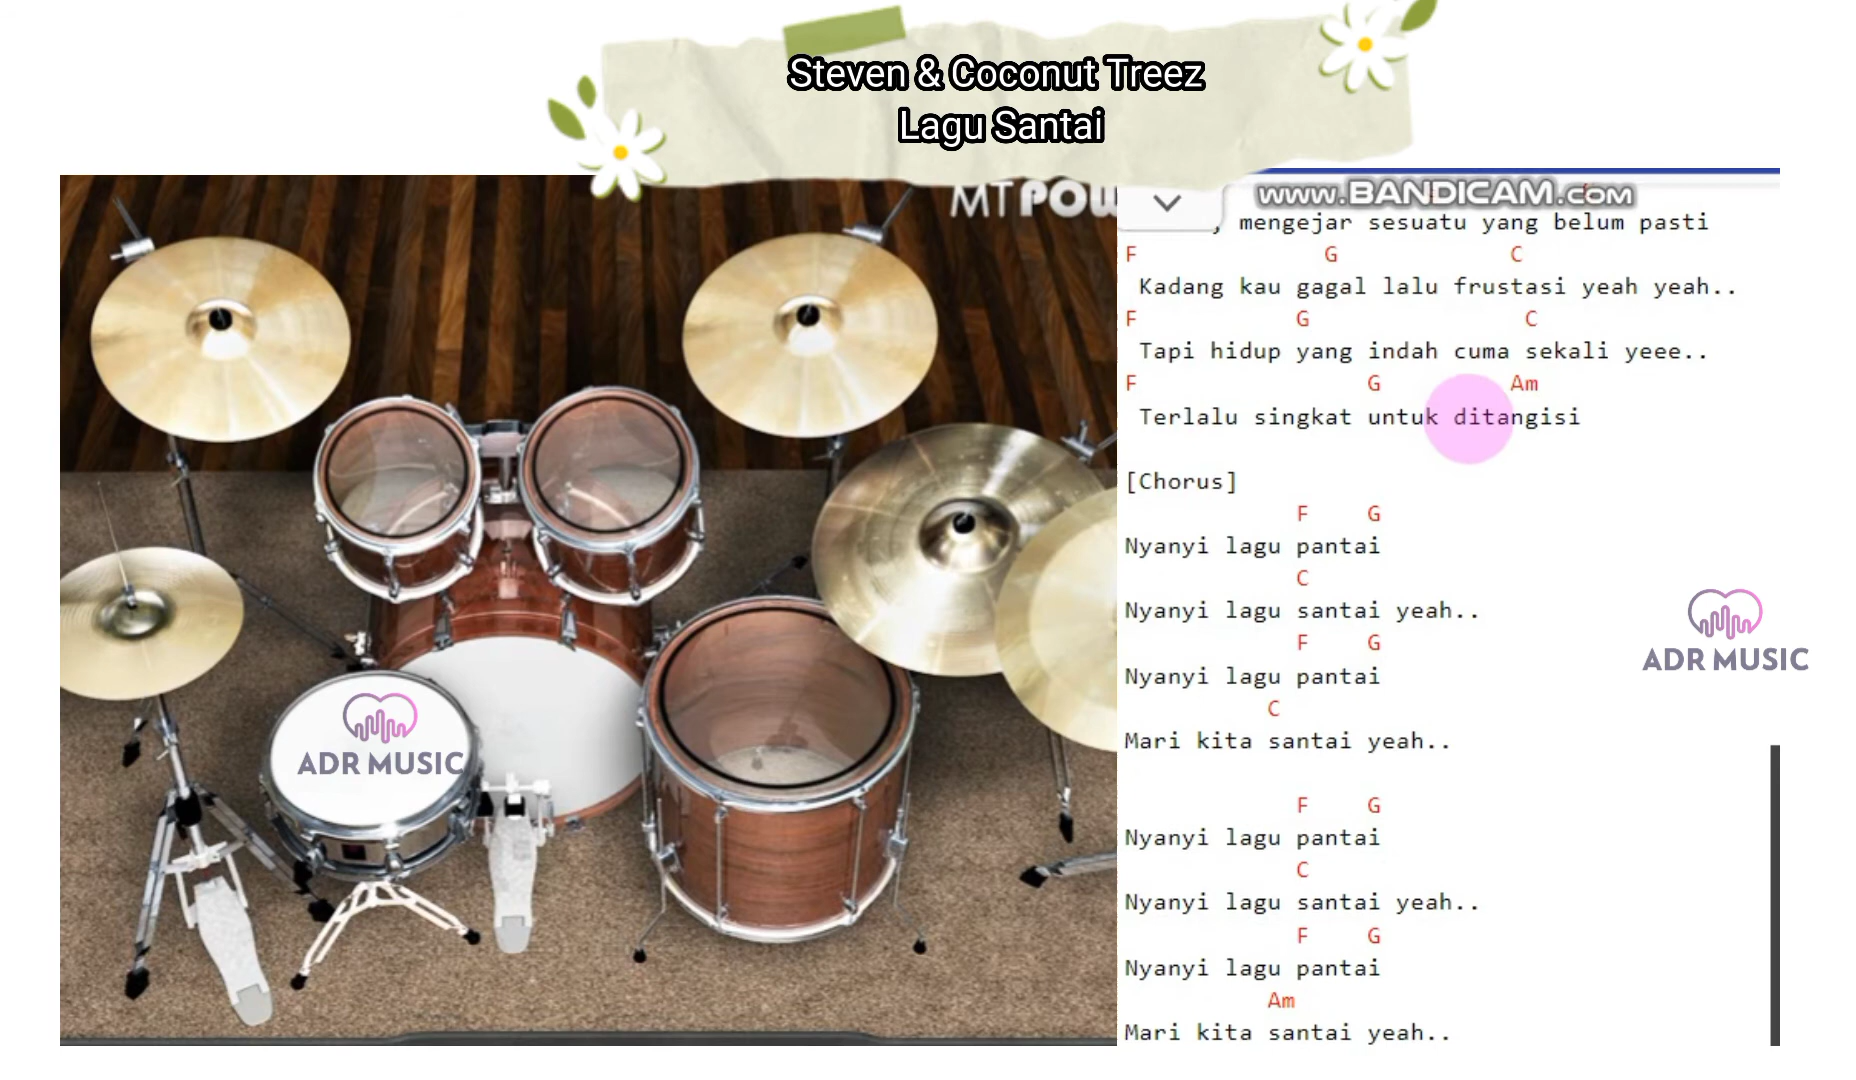 Steven & Coconut Treez
Lagu Santai
MT POW
www.BANDICAM.com
, mengejar sesuatu yang belum pasti
F G C
Kadang kau gagal lalu frustasi yeah yeah..
F G C
Tapi hidup yang indah cuma sekali yeee..
F G Am
Terlalu singkat untuk ditangisi
[Chorus]
F G
Nyanyi lagu pantai
C
Nyanyi lagu santai yeah..
F G
Nyanyi lagu pantai
C
Mari kita santai yeah..
F G
Nyanyi lagu pantai
C
Nyanyi lagu santai yeah..
F G
Nyanyi lagu pantai
Am
Mari kita santai yeah..
ADR MUSIC
ADR MUSIC